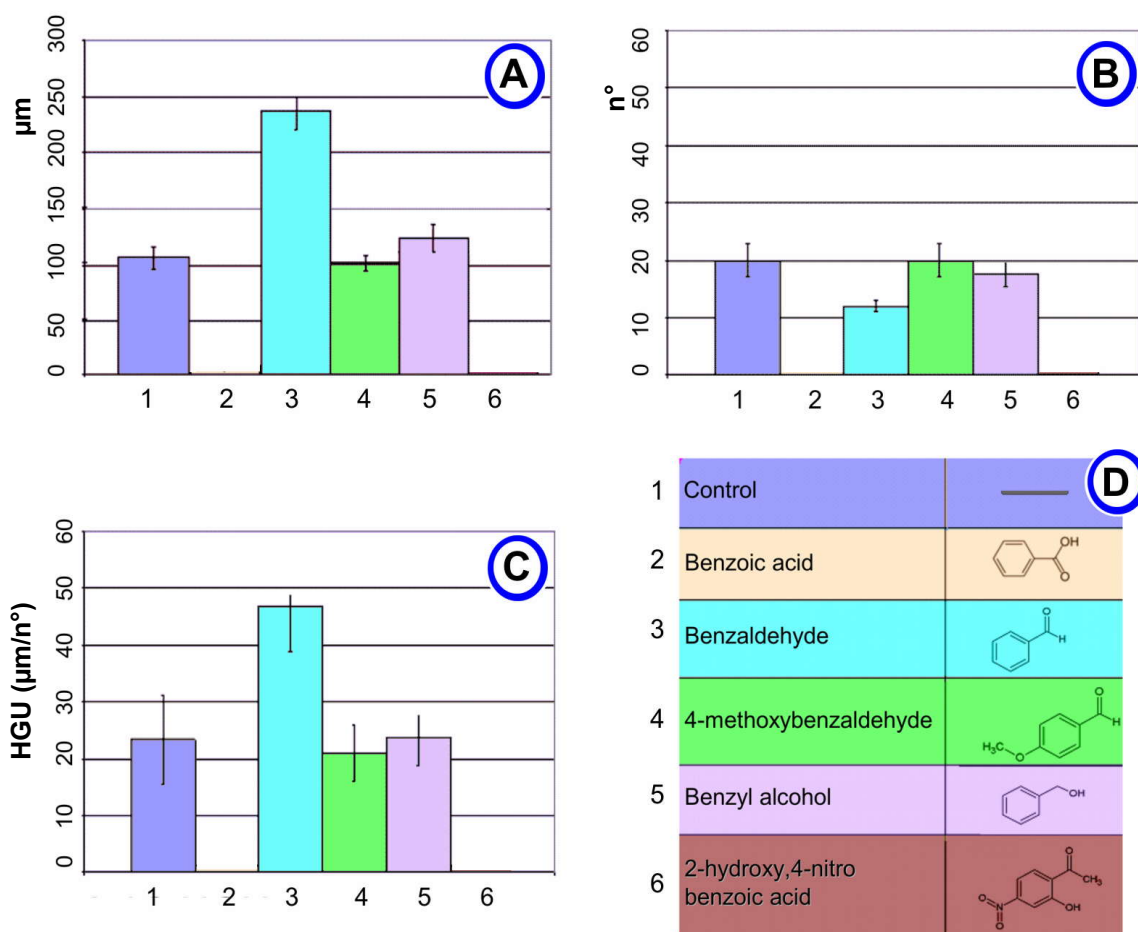 A
µm
300
250
200
150
100
50
0
1 2 3 4 5 6
B
n°
60
50
40
30
20
10
0
1 2 3 4 5 6
C
HGU (µm/n°)
60
50
40
30
20
10
0
1 2 3 4 5 6
D
1 Control
2 Benzoic acid
OH
O
3 Benzaldehyde
O
H
4 4-methoxybenzaldehyde
O
H
H₃C
O
5 Benzyl alcohol
OH
6 2-hydroxy,4-nitro
benzoic acid
O
CH₃
O
N
OH
O